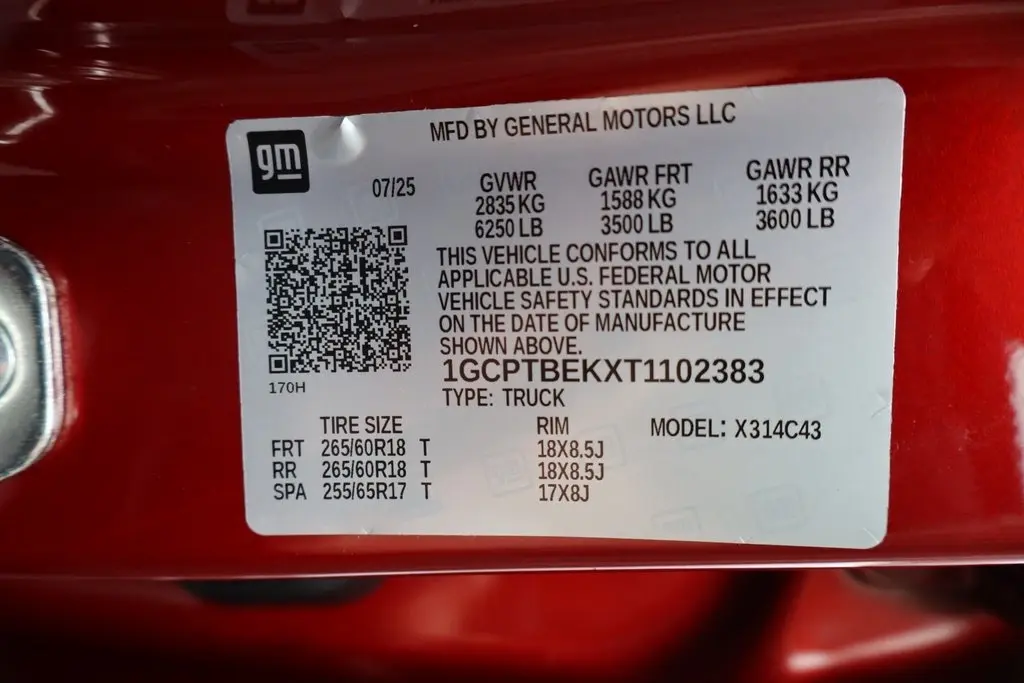 MFD BY GENERAL MOTORS LLC
gm
07/25
GVWR GAWR FRT GAWR RR
2835 KG 1588 KG 1633 KG
6250 LB 3500 LB 3600 LB
THIS VEHICLE CONFORMS TO ALL
APPLICABLE U.S. FEDERAL MOTOR
VEHICLE SAFETY STANDARDS IN EFFECT
ON THE DATE OF MANUFACTURE
SHOWN ABOVE.
1GCPTBEKXT1102383
170H
TYPE: TRUCK
TIRE SIZE RIM MODEL: X314C43
FRT 265/60R18 T 18X8.5J
RR 265/60R18 T 18X8.5J
SPA 255/65R17 T 17X8J